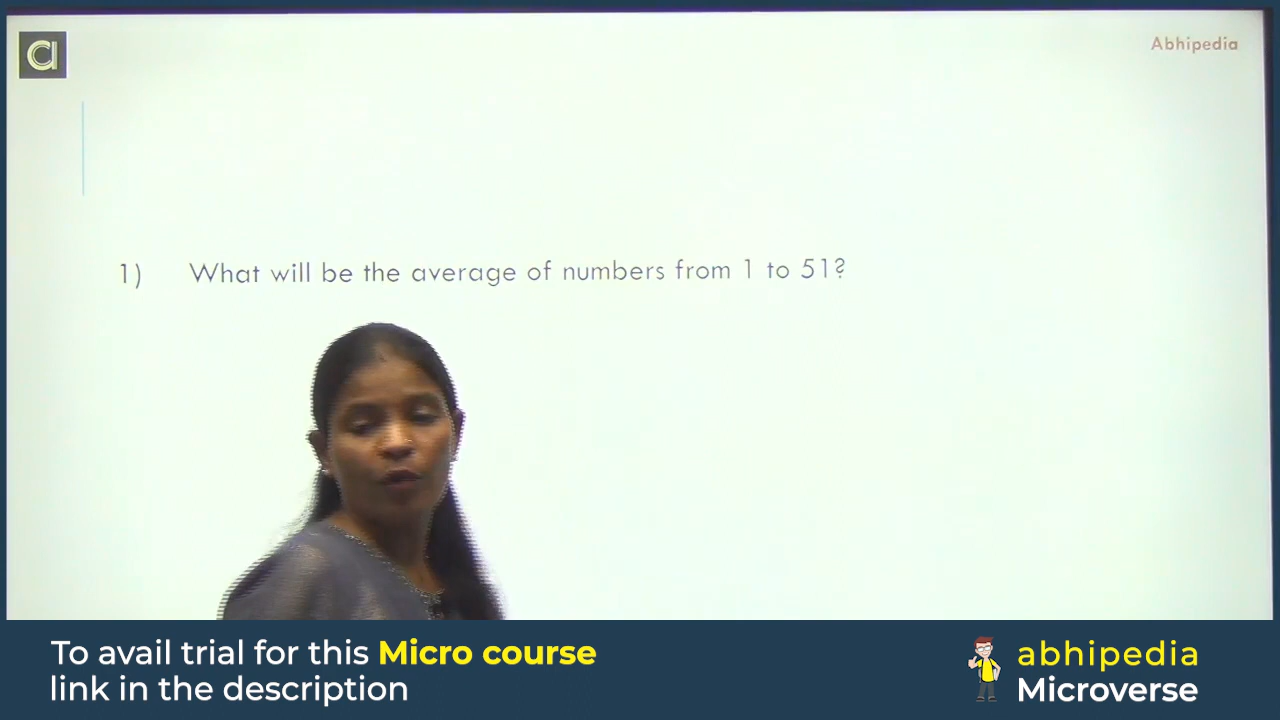 a
Abhipedia
1) What will be the average of numbers from 1 to 51?
To avail trial for this Micro course
link in the description
abhipedia
Microverse